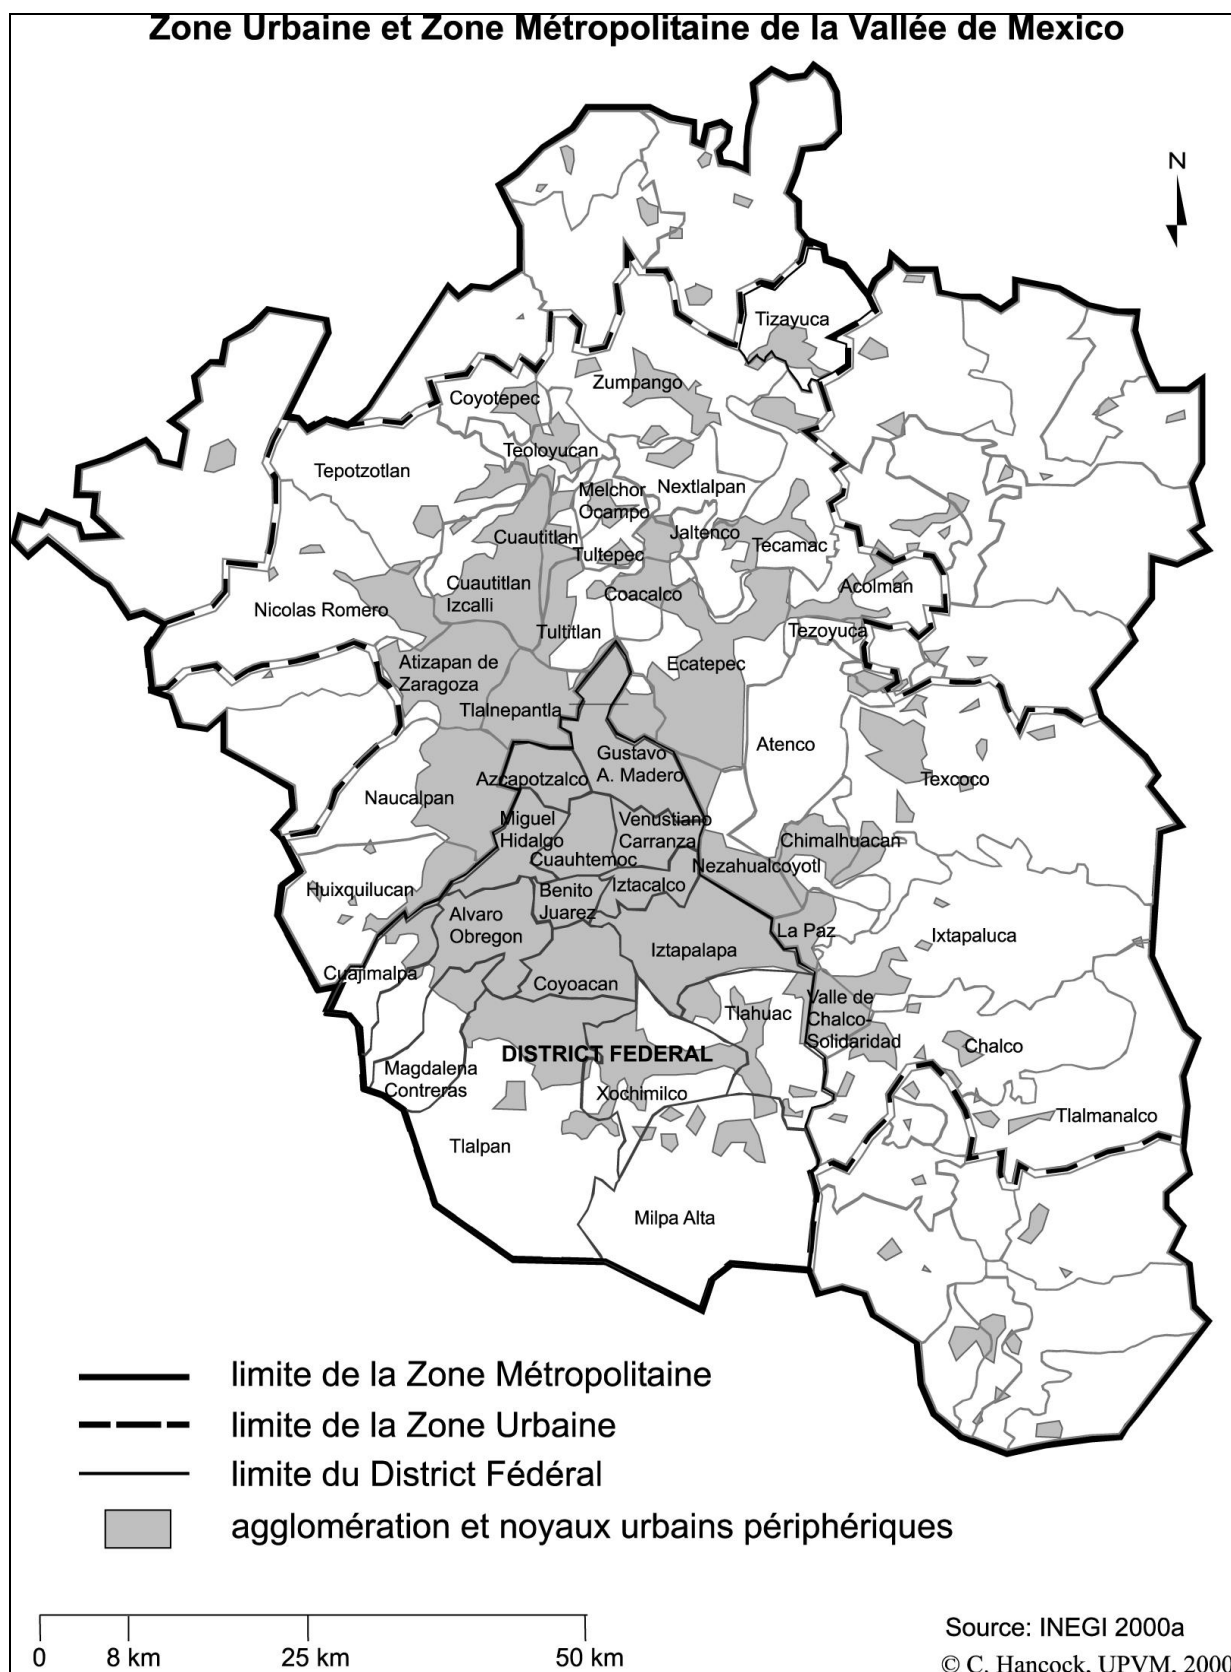 Zone Urbaine et Zone Métropolitaine de la Vallée de Mexico
N
Tizayuca
Zumpango
Coyotepec
Teoloyucan
Tepotzotlan
Melchor
Ocampo
Nextlalpan
Cuautitlan
Jaltenco
Tultepec
Tecamac
Cuautitlan
Izcalli
Coacalco
Acolman
Nicolas Romero
Tultitlan
Tezoyuca
Atizapan de
Zaragoza
Ecatepec
Tlalnepantla
Atenco
Gustavo
A. Madero
Azcapotzalco
Texcoco
Naucalpan
Miguel
Hidalgo
Venustiano
Carranza
Chimalhuacan
Cuauhtemoc
Nezahualcoyotl
Huixquilucan
Benito
Juarez
Iztacalco
Alvaro
Obregon
La Paz
Iztapalapa
Ixtapaluca
Cuajimalpa
Coyoacan
Valle de
Chalco-
Solidaridad
Tlahuac
Chalco
DISTRICT FEDERAL
Magdalena
Contreras
Xochimilco
Tlalmanalco
Tlalpan
Milpa Alta
limite de la Zone Métropolitaine
limite de la Zone Urbaine
limite du District Fédéral
agglomération et noyaux urbains périphériques
0 8 km 25 km 50 km
Source: INEGI 2000a
© C. Hancock, UPVM, 2000